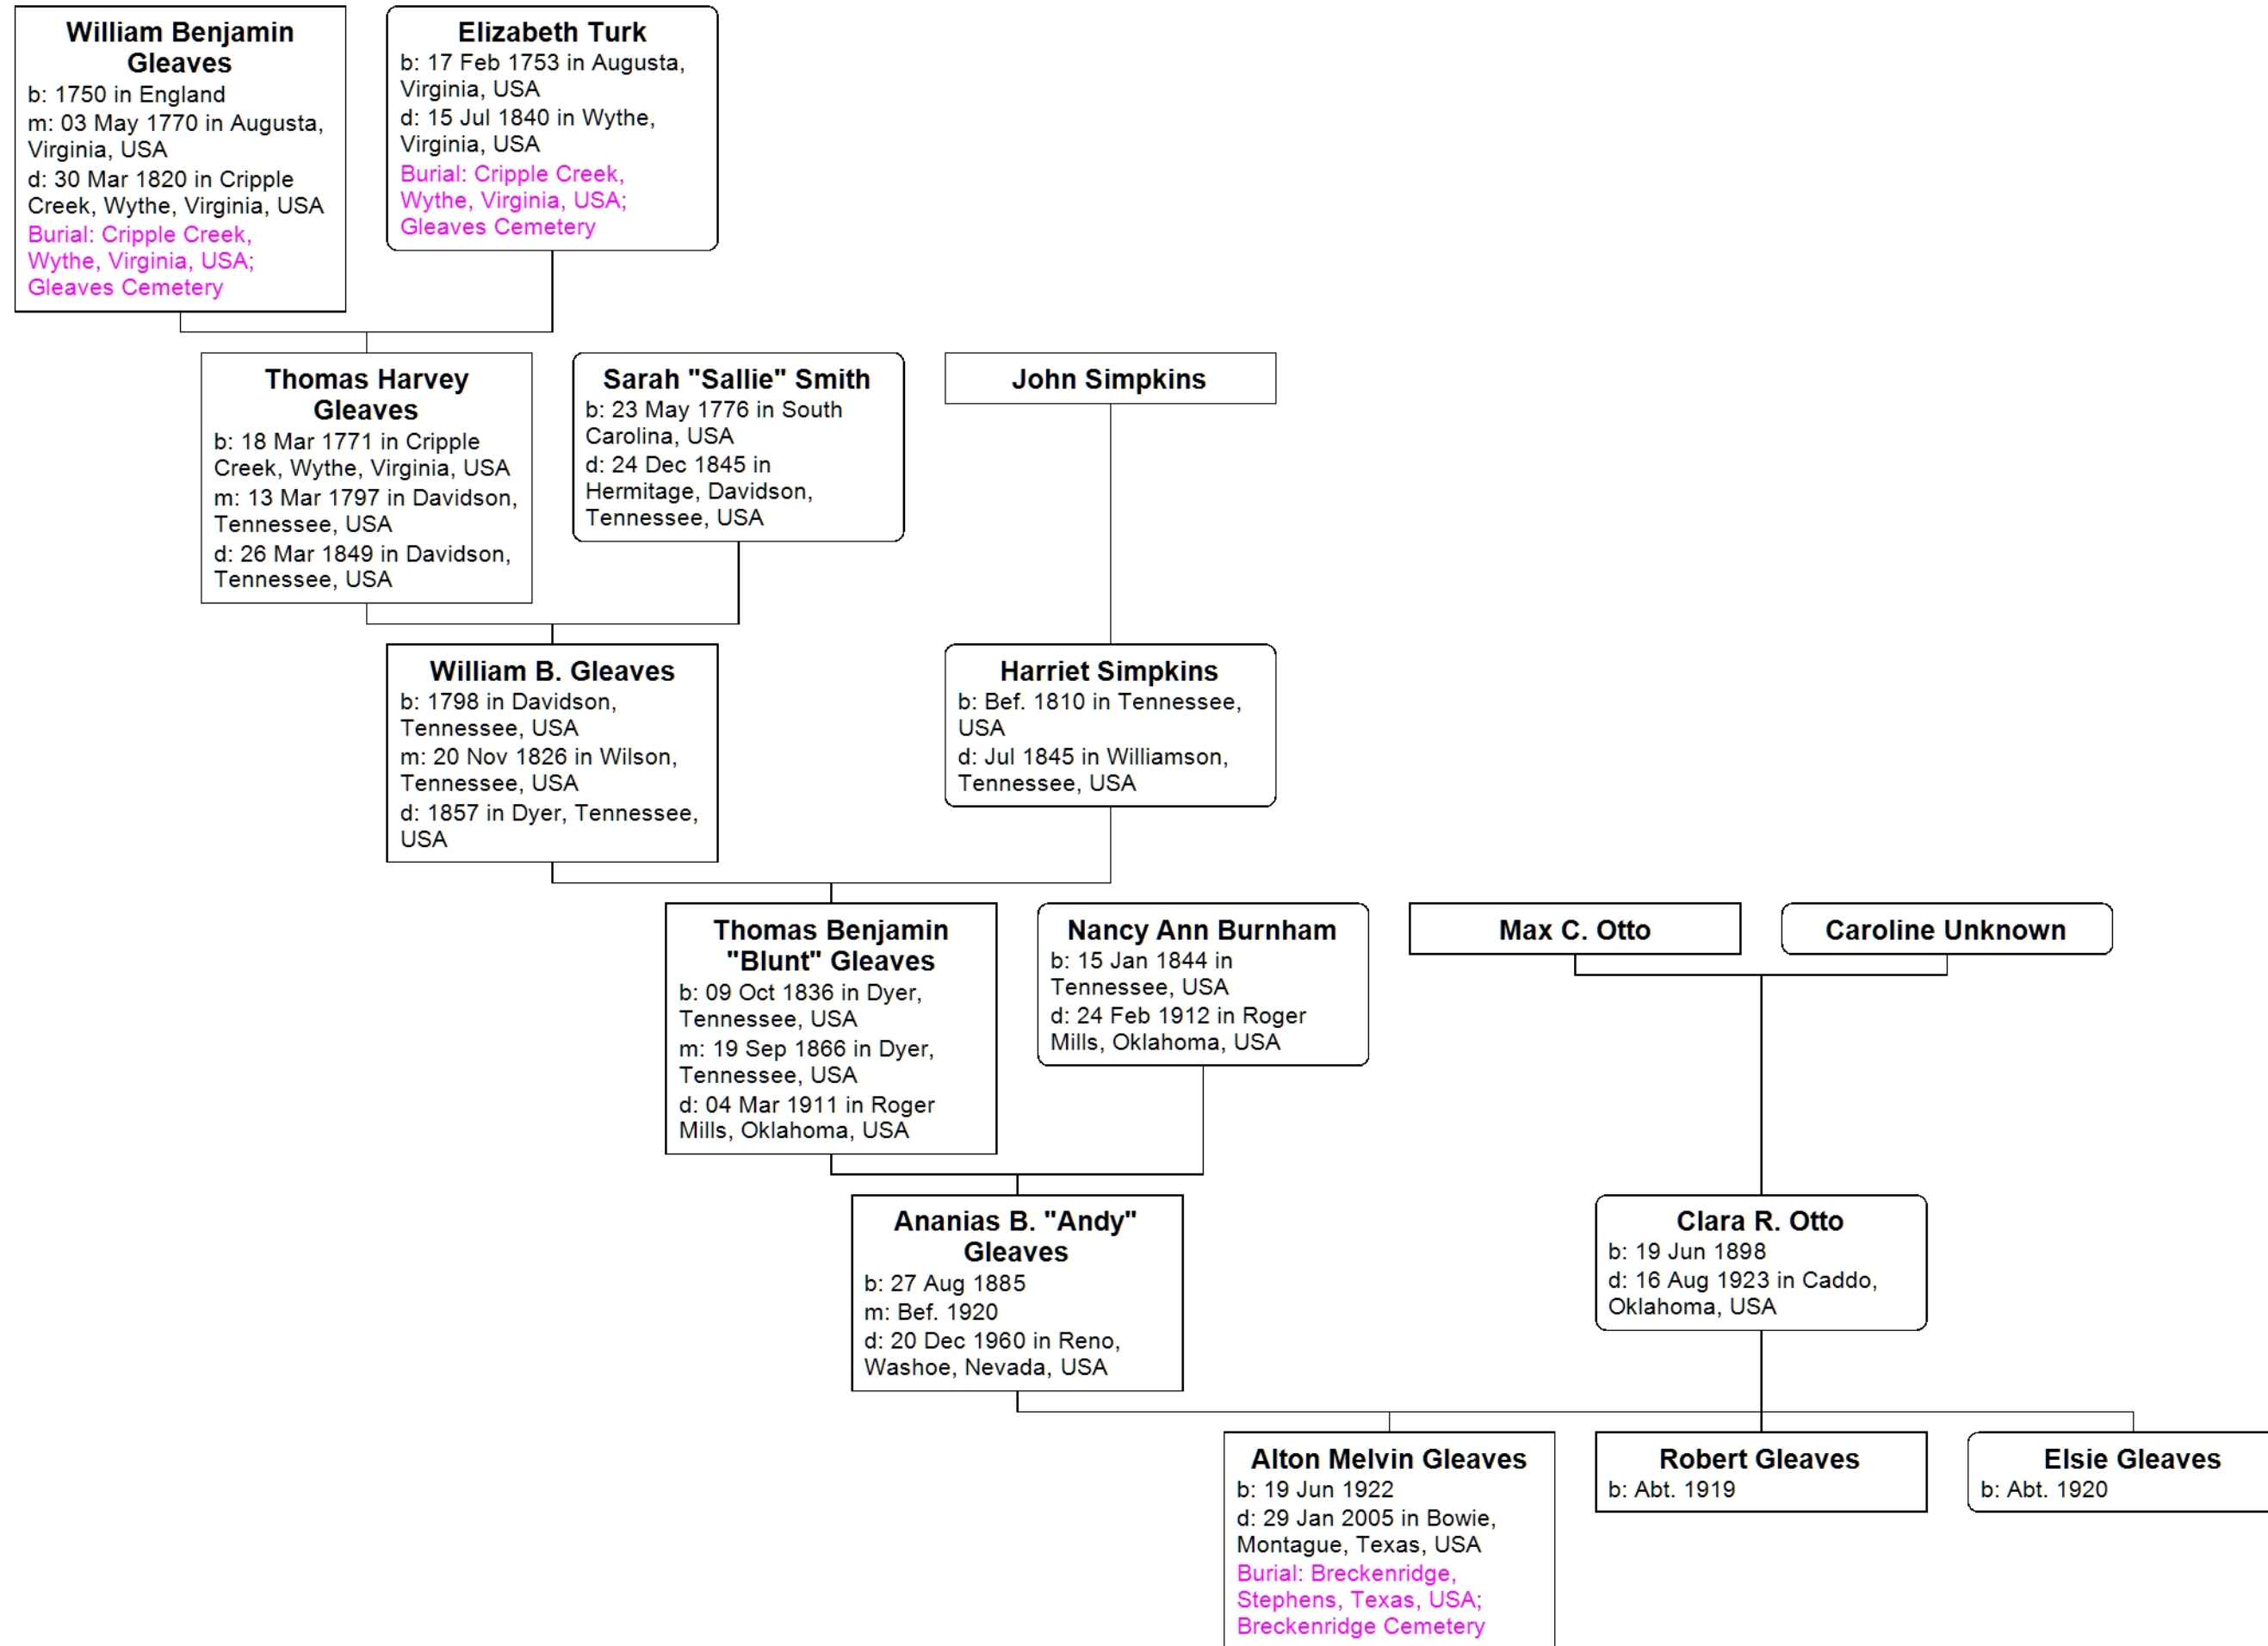 William Benjamin
Gleaves
b: 1750 in England
m: 03 May 1770 in Augusta,
Virginia, USA
d: 30 Mar 1820 in Cripple
Creek, Wythe, Virginia, USA
Burial: Cripple Creek,
Wythe, Virginia, USA;
Gleaves Cemetery
Elizabeth Turk
b: 17 Feb 1753 in Augusta,
Virginia, USA
d: 15 Jul 1840 in Wythe,
Virginia, USA
Burial: Cripple Creek,
Wythe, Virginia, USA;
Gleaves Cemetery
Thomas Harvey
Gleaves
b: 18 Mar 1771 in Cripple
Creek, Wythe, Virginia, USA
m: 13 Mar 1797 in Davidson,
Tennessee, USA
d: 26 Mar 1849 in Davidson,
Tennessee, USA
Sarah "Sallie" Smith
b: 23 May 1776 in South
Carolina, USA
d: 24 Dec 1845 in
Hermitage, Davidson,
Tennessee, USA
John Simpkins
William B. Gleaves
b: 1798 in Davidson,
Tennessee, USA
m: 20 Nov 1826 in Wilson,
Tennessee, USA
d: 1857 in Dyer, Tennessee,
USA
Harriet Simpkins
b: Bef. 1810 in Tennessee,
USA
d: Jul 1845 in Williamson,
Tennessee, USA
Thomas Benjamin
"Blunt" Gleaves
b: 09 Oct 1836 in Dyer,
Tennessee, USA
m: 19 Sep 1866 in Dyer,
Tennessee, USA
d: 04 Mar 1911 in Roger
Mills, Oklahoma, USA
Nancy Ann Burnham
b: 15 Jan 1844 in
Tennessee, USA
d: 24 Feb 1912 in Roger
Mills, Oklahoma, USA
Max C. Otto
Caroline Unknown
Ananias B. "Andy"
Gleaves
b: 27 Aug 1885
m: Bef. 1920
d: 20 Dec 1960 in Reno,
Washoe, Nevada, USA
Clara R. Otto
b: 19 Jun 1898
d: 16 Aug 1923 in Caddo,
Oklahoma, USA
Alton Melvin Gleaves
b: 19 Jun 1922
d: 29 Jan 2005 in Bowie,
Montague, Texas, USA
Burial: Breckenridge,
Stephens, Texas, USA;
Breckenridge Cemetery
Robert Gleaves
b: Abt. 1919
Elsie Gleaves
b: Abt. 1920